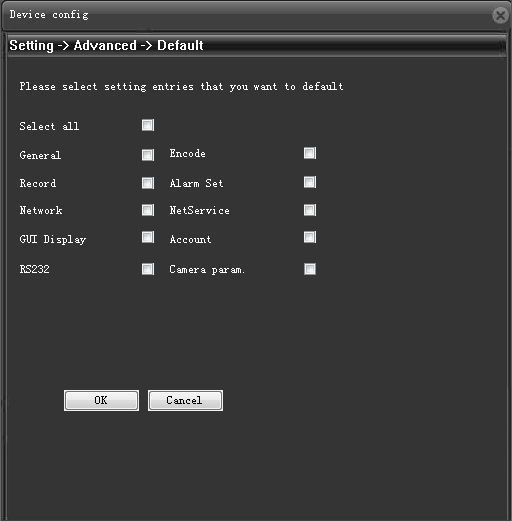 Device config
Setting -> Advanced -> Default
Please select setting entries that you want to default
Select all
General Encode
Record Alarm Set
Network NetService
GUI Display Account
RS232 Camera param.
OK Cancel